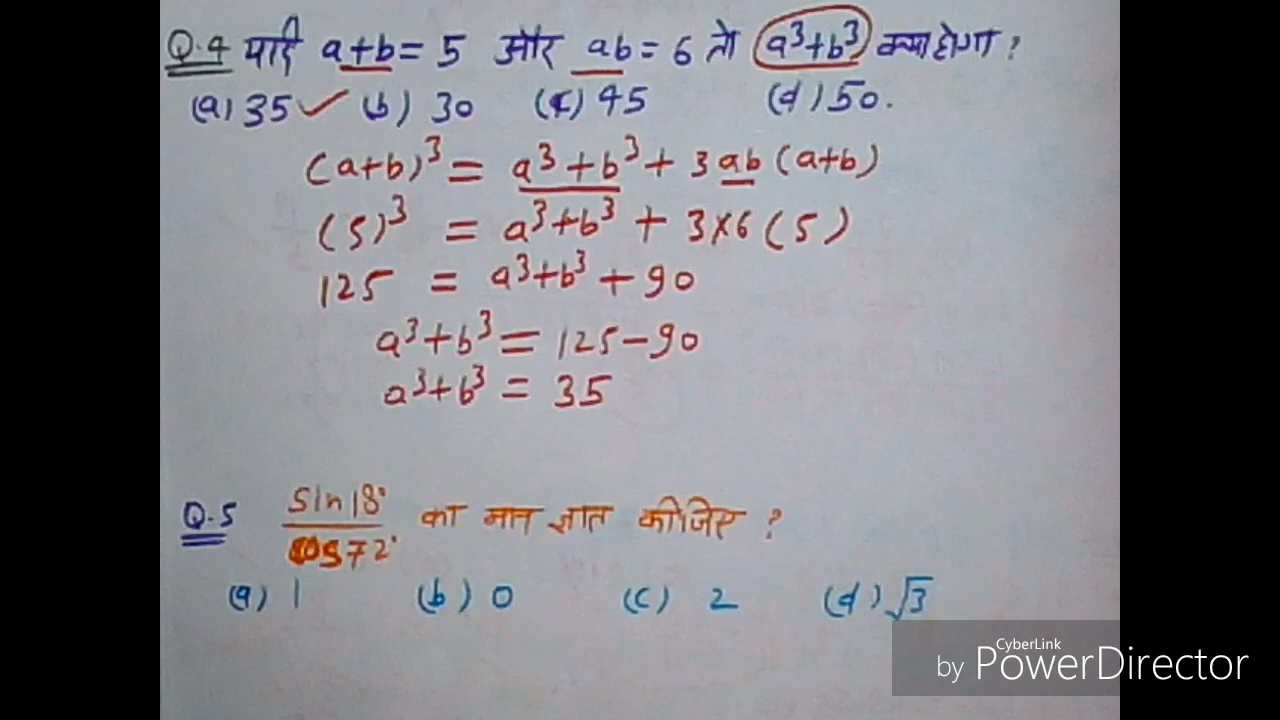 Q.4 यदि a+b= 5 और ab = 6 तो a³+b³ क्या होगा ?
(a) 35 ✓ (b) 30 (c) 45 (d) 50.
(a+b)³ = a³+b³+ 3ab (a+b)
(5)³ = a³+b³ + 3×6 (5)
125 = a³+b³ + 90
a³+b³ = 125-90
a³+b³ = 35
Q.5 sin18°/cos72° का मान ज्ञात कीजिए ?
(a) 1 (b) 0 (c) 2 (d) √3
CyberLink
by PowerDirector